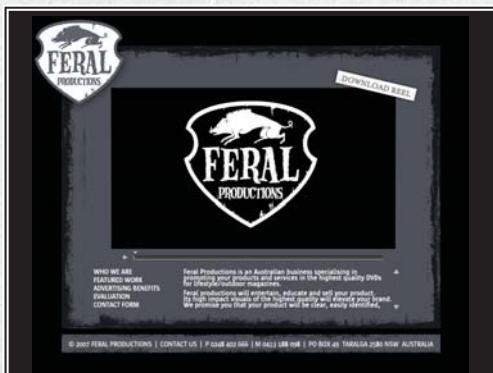 FERAL
PRODUCTIONS
DOWNLOAD REEL
FERAL
PRODUCTIONS
WHO WE ARE
FEATURED WORK
ADVERTISING BENEFITS
EVALUATION
CONTACT FORM
Feral Productions is an Australian business specialising in
promoting your products and services in the highest quality DVDs
for lifestyle/outdoor magazines.
Feral productions will entertain, educate and sell your product.
Its high impact visuals of the highest quality will elevate your brand.
We promise you that your product will be clear, easily identified,
© 2007 FERAL PRODUCTIONS | CONTACT US | P 0248 402 666 | M 0423 188 098 | PO BOX 49 TARALGA 2580 NSW AUSTRALIA